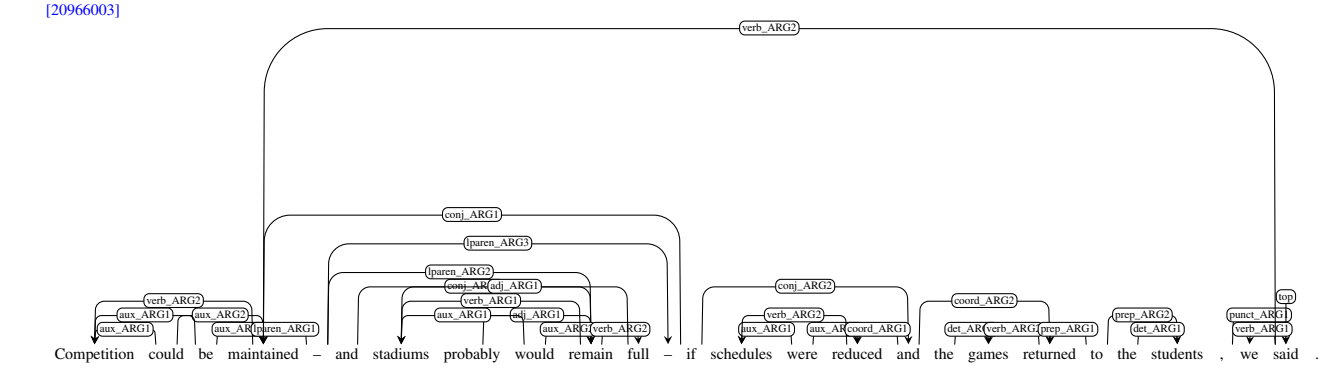 [20966003]
verb_ARG2
conj_ARG1
lparen_ARG3
lparen_ARG2
adj_ARG1 conj_ARG2
verb_ARG2 verb_ARG1 coord_ARG2 top
aux_ARG1 aux_ARG2 aux_ARG1 adj_ARG1 verb_ARG2 prep_ARG2 punct_ARG1
aux_ARG1 lparen_ARG1 verb_ARG2 aux_ARG1 coord_ARG1 prep_ARG1 det_ARG1 verb_ARG1
Competition could be maintained – and stadiums probably would remain full – if schedules were reduced and the games returned to the students , we said .